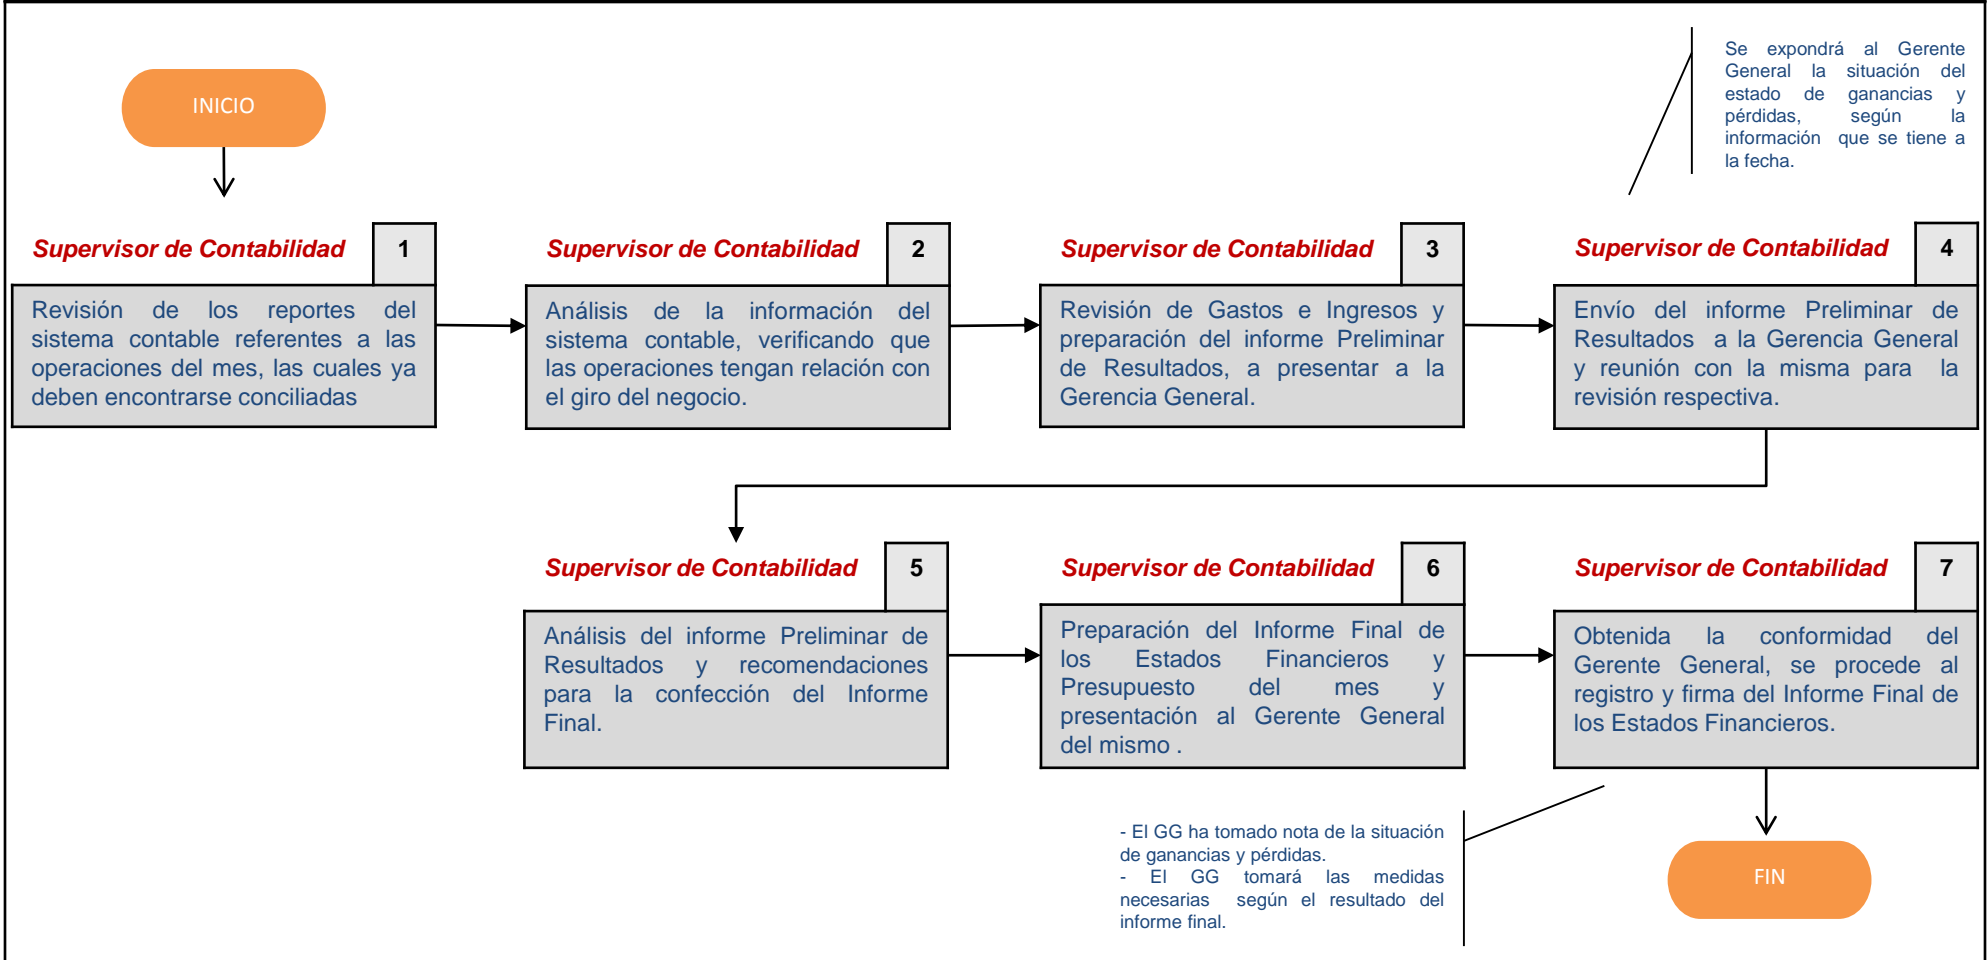 Se expondrá al Gerente
General la situación del
estado de ganancias y
pérdidas, según la
información que se tiene a
la fecha.
INICIO
Supervisor de Contabilidad 1
Revisión de los reportes del
sistema contable referentes a las
operaciones del mes, las cuales ya
deben encontrarse conciliadas
Supervisor de Contabilidad 2
Análisis de la información del
sistema contable, verificando que
las operaciones tengan relación con
el giro del negocio.
Supervisor de Contabilidad 3
Revisión de Gastos e Ingresos y
preparación del informe Preliminar
de Resultados, a presentar a la
Gerencia General.
Supervisor de Contabilidad 4
Envío del informe Preliminar de
Resultados a la Gerencia General
y reunión con la misma para la
revisión respectiva.
Supervisor de Contabilidad 5
Análisis del informe Preliminar de
Resultados y recomendaciones
para la confección del Informe
Final.
Supervisor de Contabilidad 6
Preparación del Informe Final de
los Estados Financieros y
Presupuesto del mes y
presentación al Gerente General
del mismo .
Supervisor de Contabilidad 7
Obtenida la conformidad del
Gerente General, se procede al
registro y firma del Informe Final de
los Estados Financieros.
- El GG ha tomado nota de la situación
de ganancias y pérdidas.
- El GG tomará las medidas
necesarias según el resultado del
informe final.
FIN